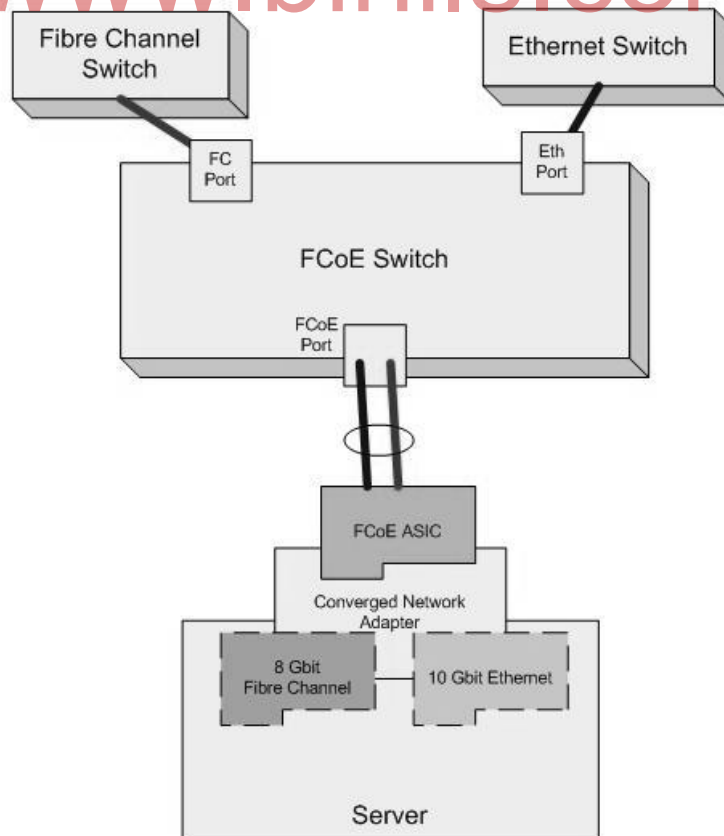 Fibre Channel
Switch
Ethernet Switch
FC
Port
Eth
Port
FCoE Switch
FCoE
Port
FCoE ASIC
Converged Network
Adapter
8 Gbit
Fibre Channel
10 Gbit Ethernet
Server